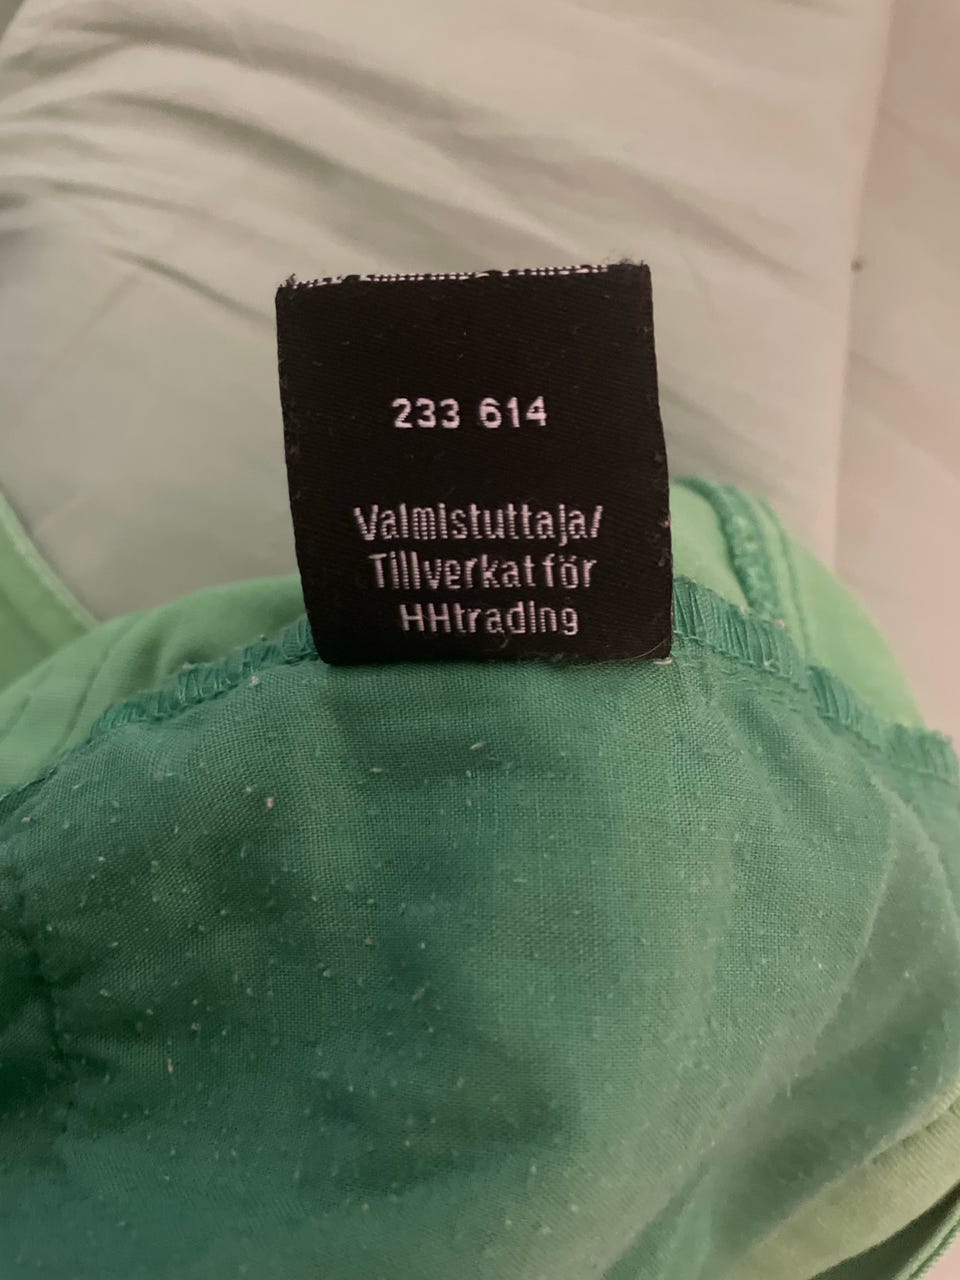 233 614
Valmistuttaja/
Tillverkat för
HHtrading